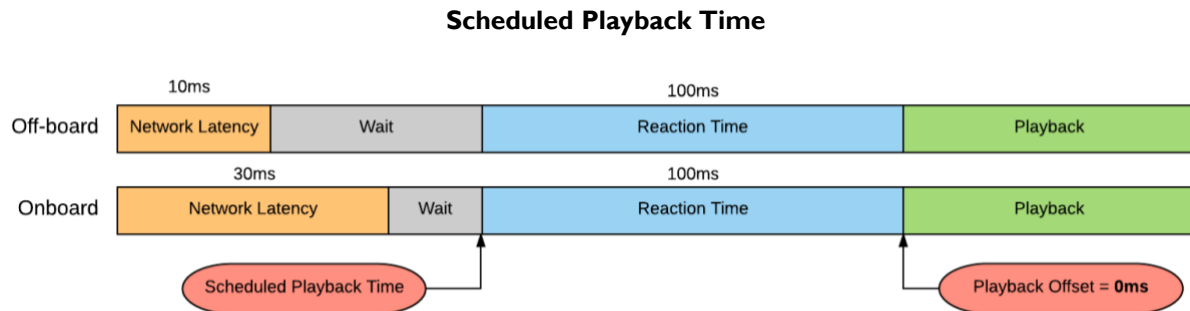 Scheduled Playback Time
10ms
100ms
Off-board
Network Latency
Wait
Reaction Time
Playback
30ms
100ms
Onboard
Network Latency
Wait
Reaction Time
Playback
Scheduled Playback Time
Playback Offset = 0ms